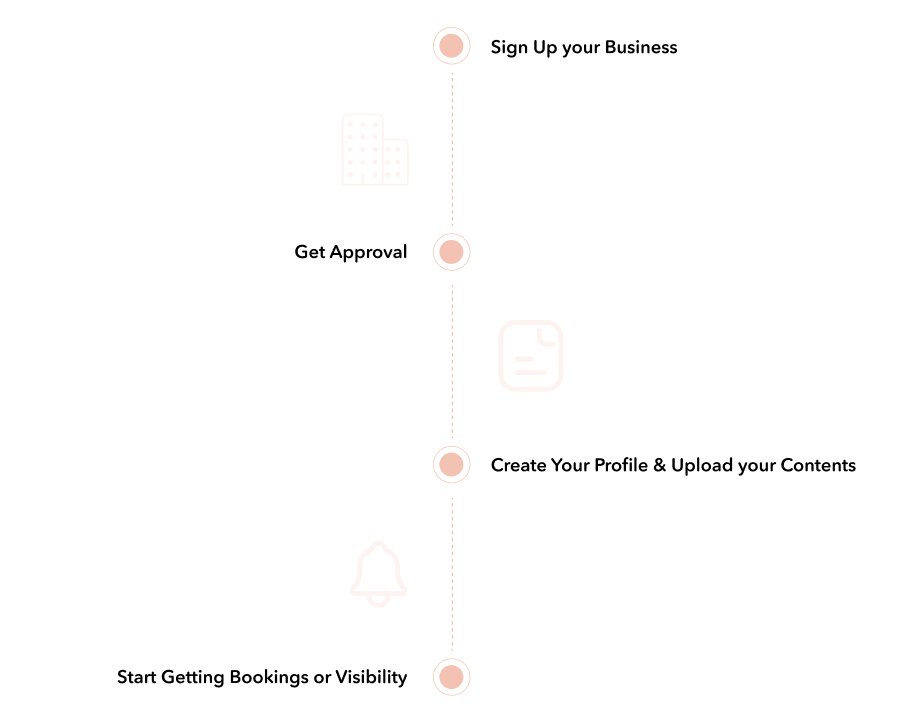 Sign Up your Business
Get Approval
Create Your Profile & Upload your Contents
Start Getting Bookings or Visibility